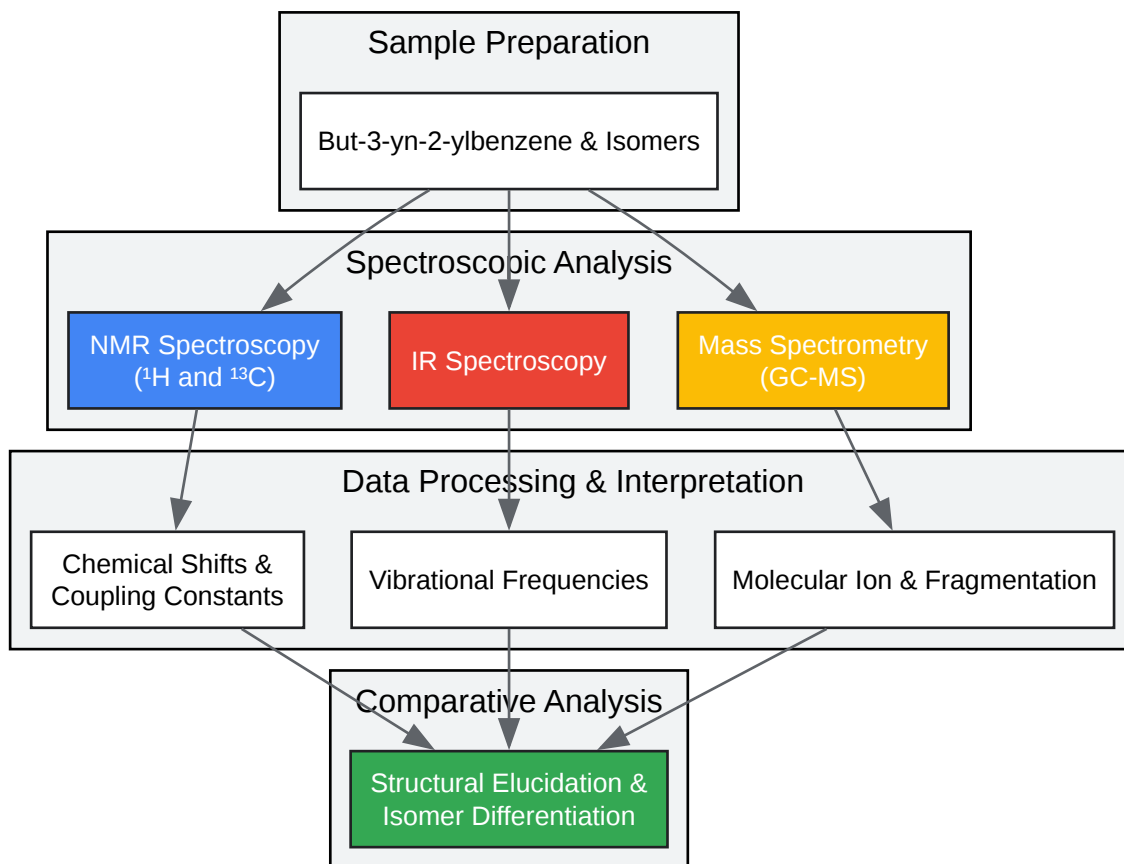 Sample Preparation
But-3-yn-2-ylbenzene & Isomers
Spectroscopic Analysis
NMR Spectroscopy
(¹H and ¹³C)
IR Spectroscopy
Mass Spectrometry
(GC-MS)
Data Processing & Interpretation
Chemical Shifts &
Coupling Constants
Vibrational Frequencies
Molecular Ion & Fragmentation
Comparative Analysis
Structural Elucidation &
Isomer Differentiation